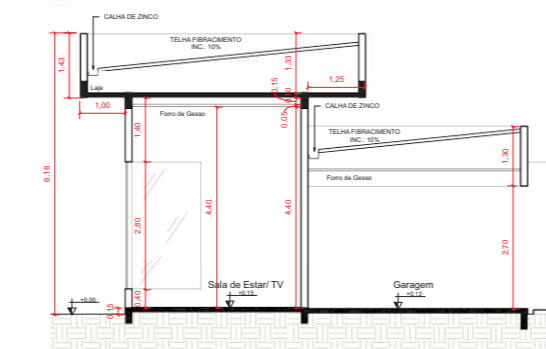 CALHA DE ZINCO
TELHA FIBRACIMENTO
INC.: 10%
1,43
1,33
Laje
0,15
1,25
1,00
0,05
Forro de Gesso
CALHA DE ZINCO
1,40
TELHA FIBRACIMENTO
INC.: 10%
1,30
6,18
Forro de Gesso
4,40
4,40
2,80
2,70
Sala de Estar/ TV
+0.15
Garagem
+0.13
0,40
+0.00
0,15